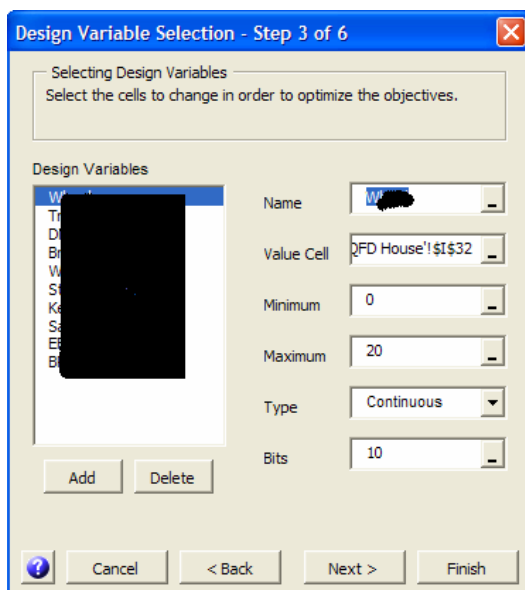 Design Variable Selection - Step 3 of 6
Selecting Design Variables
Select the cells to change in order to optimize the objectives.
Design Variables
Name
Value Cell QFD House'!$I$32
Minimum 0
Maximum 20
Type Continuous
Bits 10
Add Delete
? Cancel < Back Next > Finish